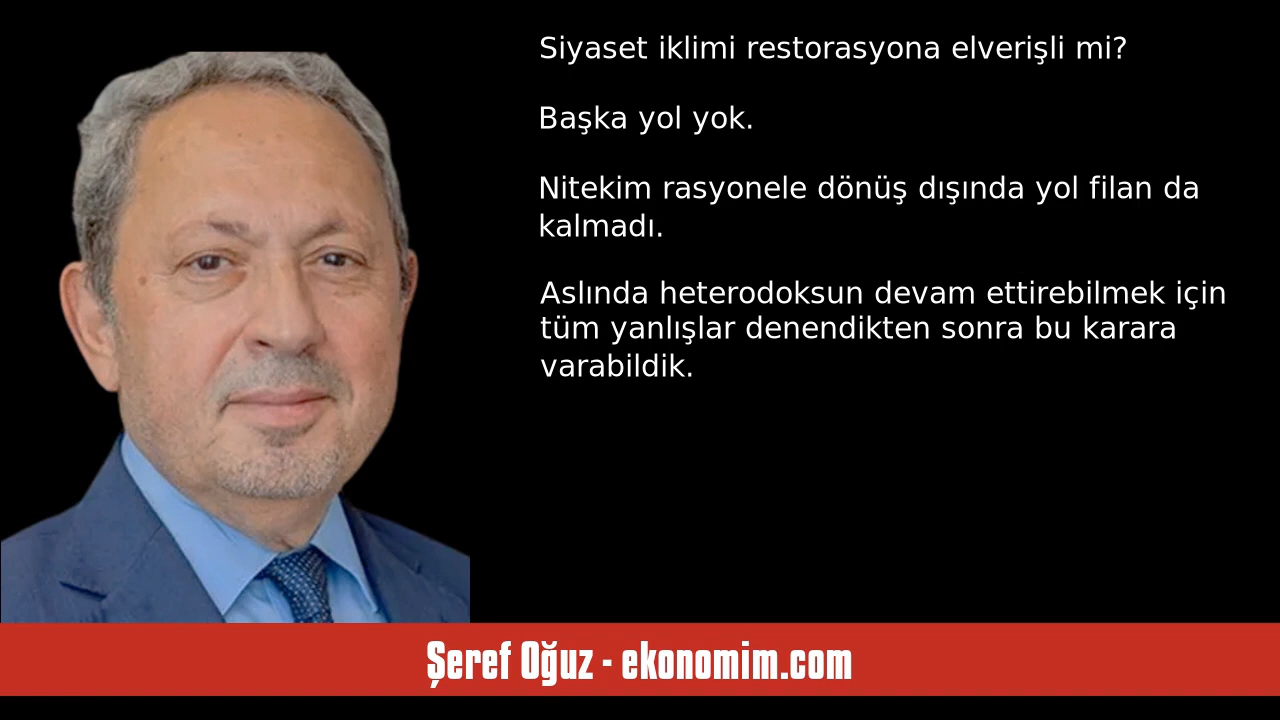 Siyaset iklimi restorasyona elverişli mi?
Başka yol yok.
Nitekim rasyonele dönüş dışında yol filan da
kalmadı.
Aslında heterodoksun devam ettirebilmek için
tüm yanlışlar denendikten sonra bu karara
varabildik.
Şeref Oğuz - ekonomim.com